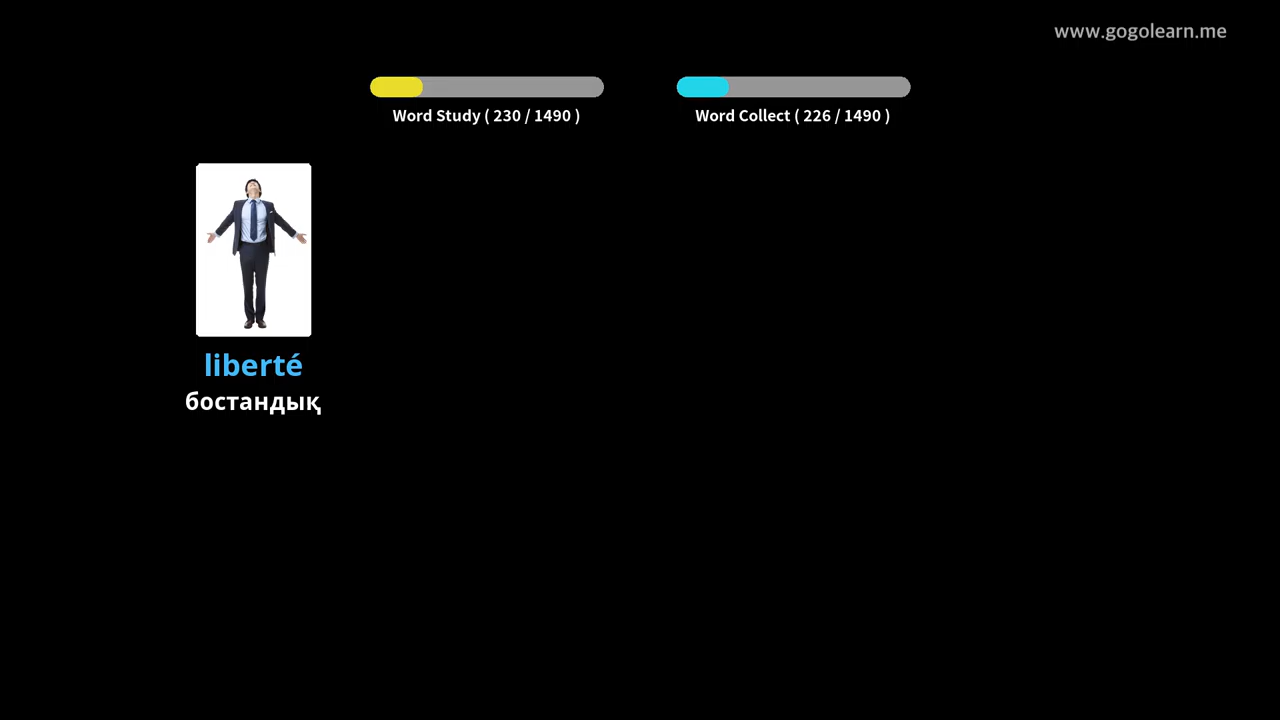 www.gogolearn.me
Word Study ( 230 / 1490 )
Word Collect ( 226 / 1490 )
liberté
бостандық